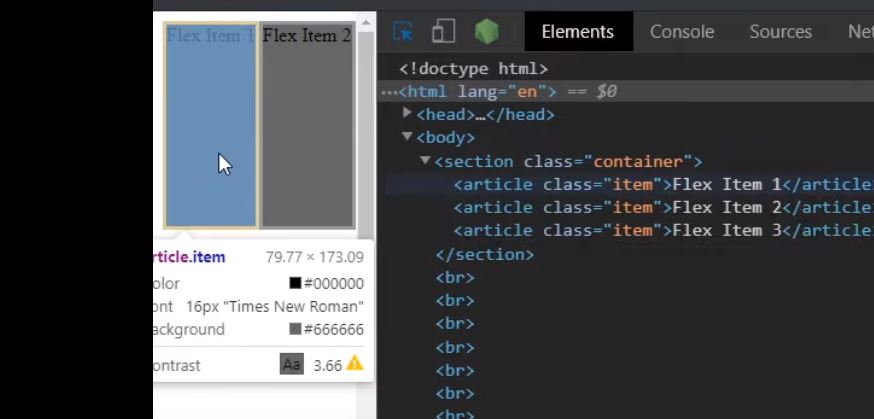 Flex Item 1 Flex Item 2
rticle.item 79.77 × 173.09
olor #000000
ont 16px "Times New Roman"
ackground #666666
ontrast Aa 3.66
Elements Console Sources Net
<!doctype html>
…<html lang="en"> == $0
<head>…</head>
<body>
<section class="container">
<article class="item">Flex Item 1</article
<article class="item">Flex Item 2</article
<article class="item">Flex Item 3</article
</section>
<br>
<br>
<br>
<br>
<br>
<br>
<br>